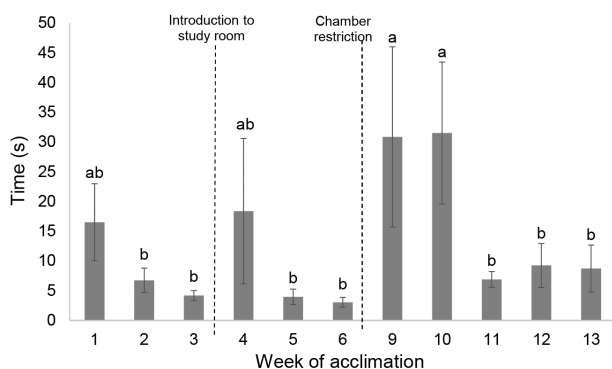 Introduction to
study room
Chamber
restriction
Time (s)
50
45
40
35
30
25
20
15
10
5
0
ab
b
b
ab
b
b
a
a
b
b
b
1 2 3 4 5 6 9 10 11 12 13
Week of acclimation